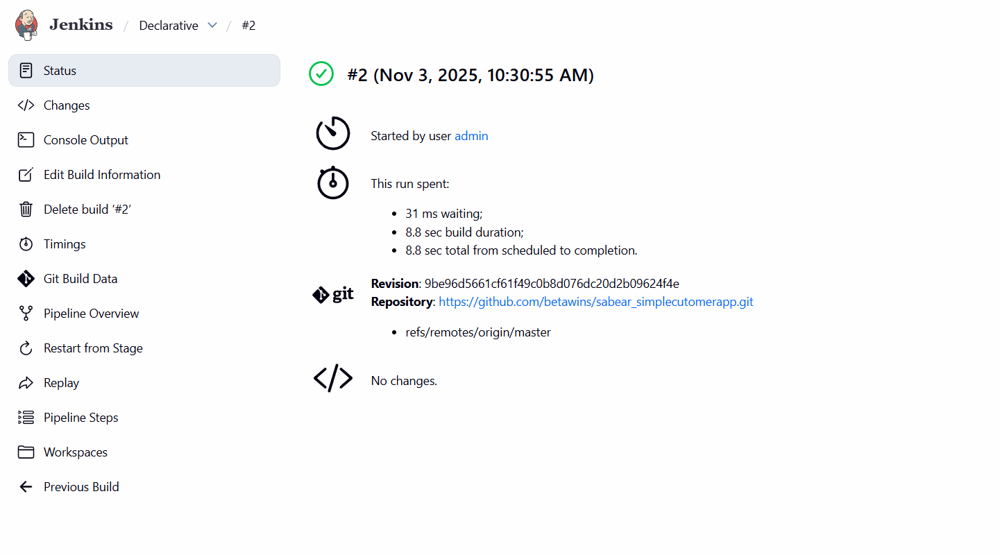 Jenkins / Declarative / #2
Status
Changes
Console Output
Edit Build Information
Delete build ‘#2’
Timings
Git Build Data
Pipeline Overview
Restart from Stage
Replay
Pipeline Steps
Workspaces
Previous Build
#2 (Nov 3, 2025, 10:30:55 AM)
Started by user admin
This run spent:
• 31 ms waiting;
• 8.8 sec build duration;
• 8.8 sec total from scheduled to completion.
git
Revision: 9be96d5661cf61f49c0b8d076dc20d2b09624f4e
Repository: https://github.com/betawins/sabear_simplecutomerapp.git
• refs/remotes/origin/master
No changes.